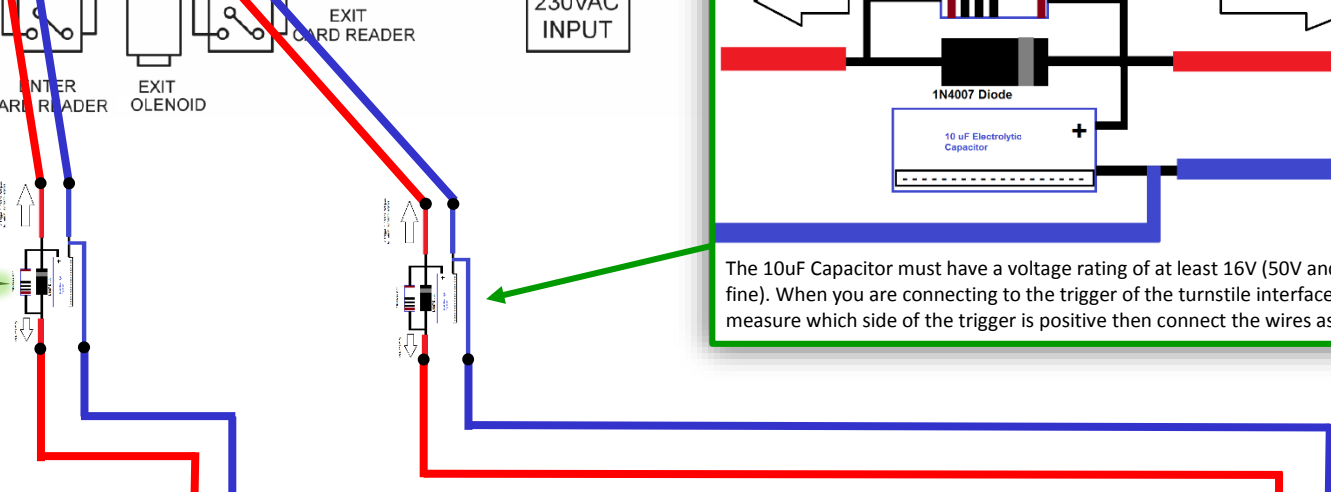 EXIT
CARD READER
230VAC
INPUT
ENTER
CARD READER
EXIT
OLENOID
1N4007 Diode
10 uF Electrolytic
Capacitor
+
The 10uF Capacitor must have a voltage rating of at least 16V (50V and
fine). When you are connecting to the trigger of the turnstile interface
measure which side of the trigger is positive then connect the wires as